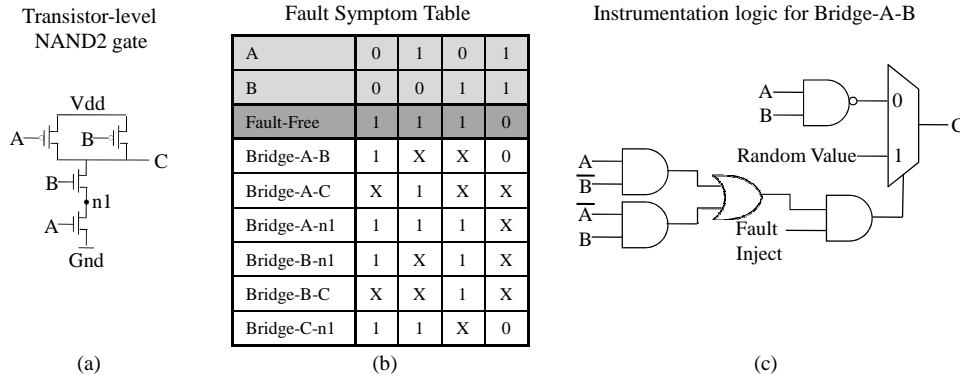 Transistor-level
NAND2 gate
Vdd
A
B
C
B
n1
A
Gnd
(a)
Fault Symptom Table
A 0 1 0 1
B 0 0 1 1
Fault-Free 1 1 1 0
Bridge-A-B 1 X X 0
Bridge-A-C X 1 X X
Bridge-A-n1 1 1 1 X
Bridge-B-n1 1 X 1 X
Bridge-B-C X X 1 X
Bridge-C-n1 1 1 X 0
(b)
Instrumentation logic for Bridge-A-B
A
B
0
C
Random Value
1
A
B̅
A̅
B
Fault
Inject
(c)